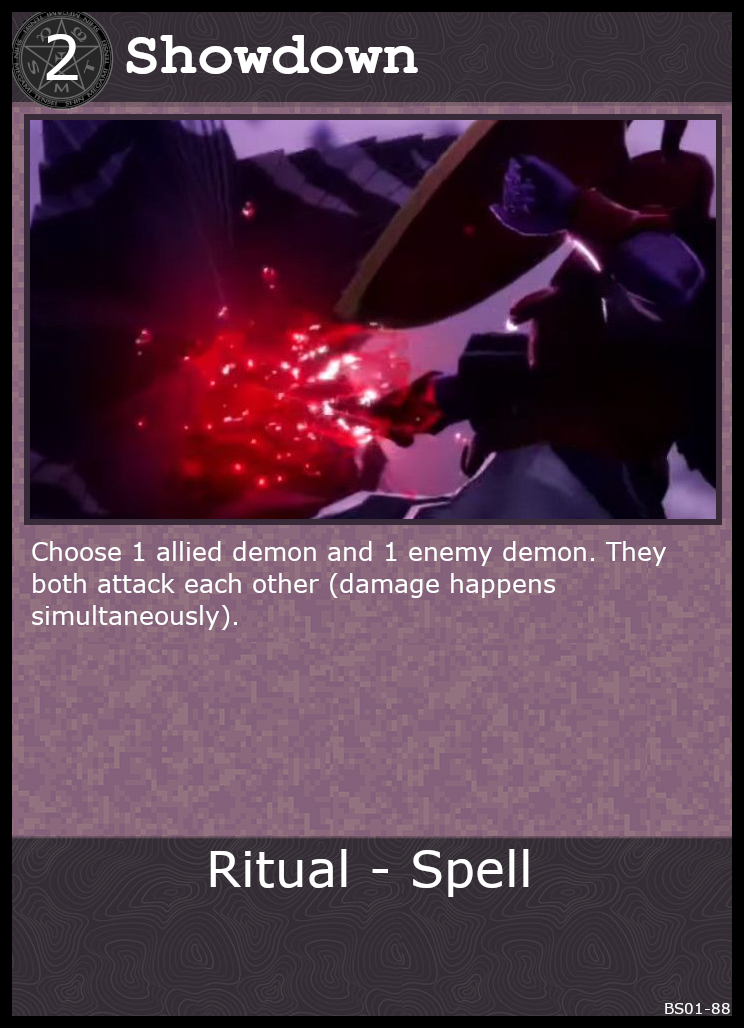 2
Showdown
Choose 1 allied demon and 1 enemy demon. They
both attack each other (damage happens
simultaneously).
Ritual - Spell
BS01-88